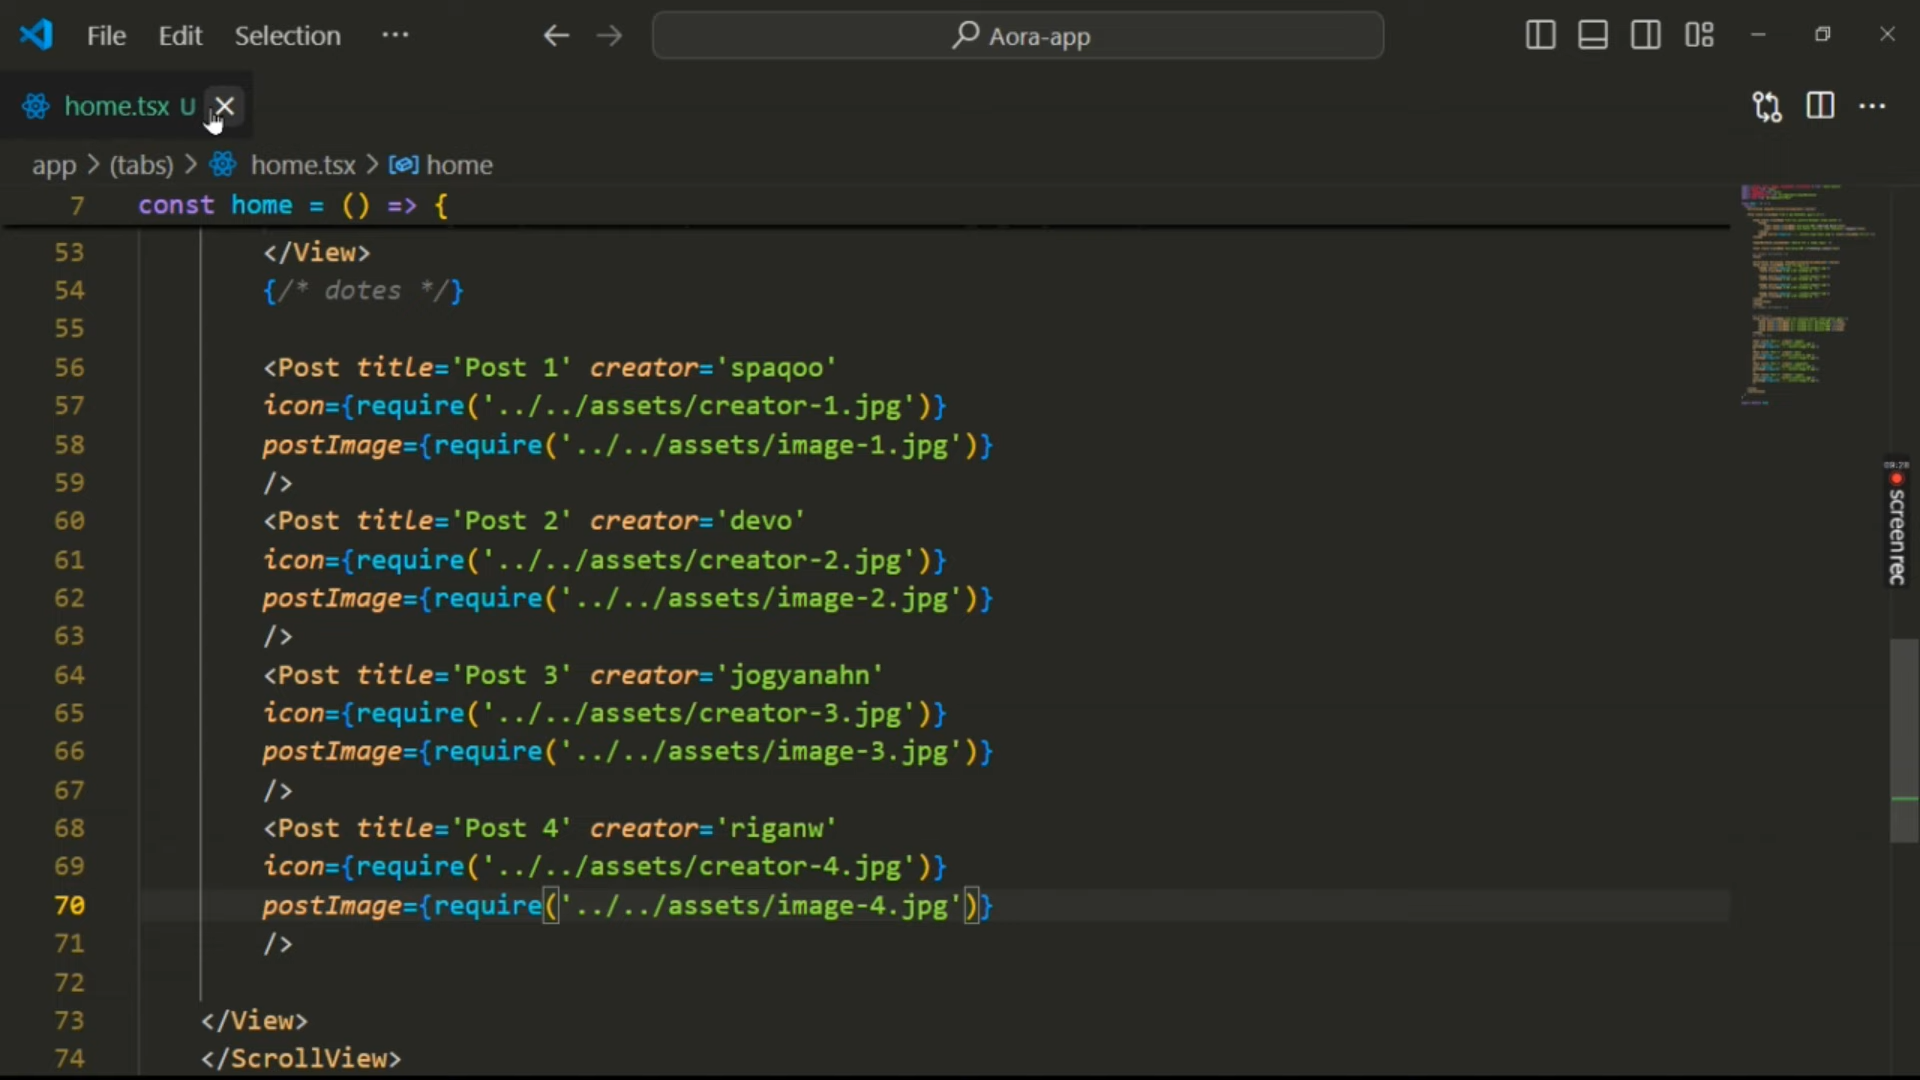 File Edit Selection ··· Aora-app
home.tsx U
app > (tabs) > home.tsx > home
7 const home = () => {
53 </View>
54 {/* dotes */}
55
56 <Post title='Post 1' creator='spaqoo'
57 icon={require('../../assets/creator-1.jpg')}
58 postImage={require('../../assets/image-1.jpg')}
59 />
60 <Post title='Post 2' creator='devo'
61 icon={require('../../assets/creator-2.jpg')}
62 postImage={require('../../assets/image-2.jpg')}
63 />
64 <Post title='Post 3' creator='jogyanahn'
65 icon={require('../../assets/creator-3.jpg')}
66 postImage={require('../../assets/image-3.jpg')}
67 />
68 <Post title='Post 4' creator='riganw'
69 icon={require('../../assets/creator-4.jpg')}
70 postImage={require('../../assets/image-4.jpg')}
71 />
72
73 </View>
74 </ScrollView>
09:28
screenrec